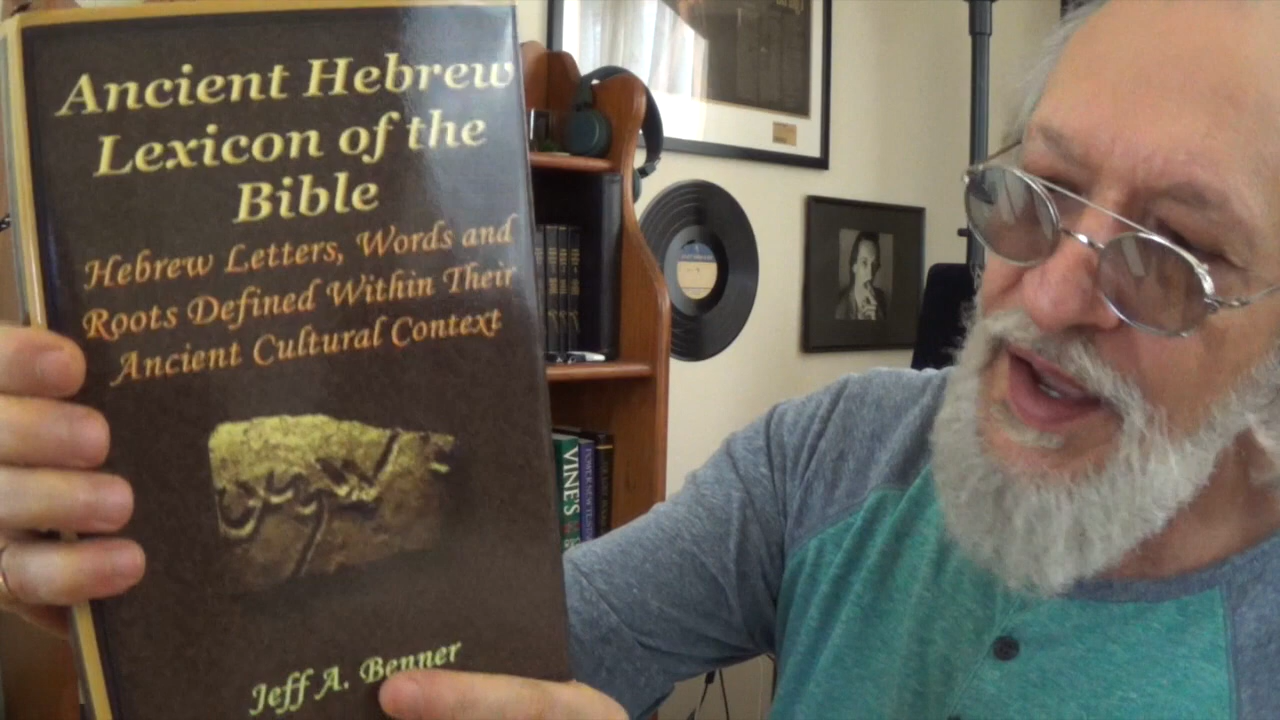 Ancient Hebrew
Lexicon of the
Bible
Hebrew Letters, Words and
Roots Defined Within Their
Ancient Cultural Context
Jeff A. Benner
VINE'S